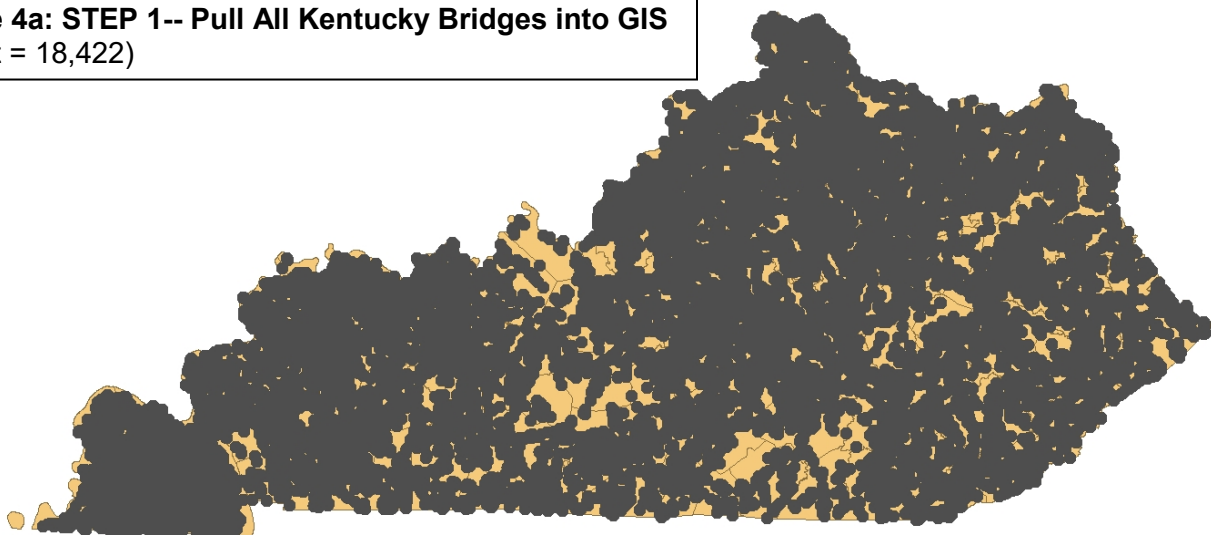 4a: STEP 1-- Pull All Kentucky Bridges into GIS
= 18,422)